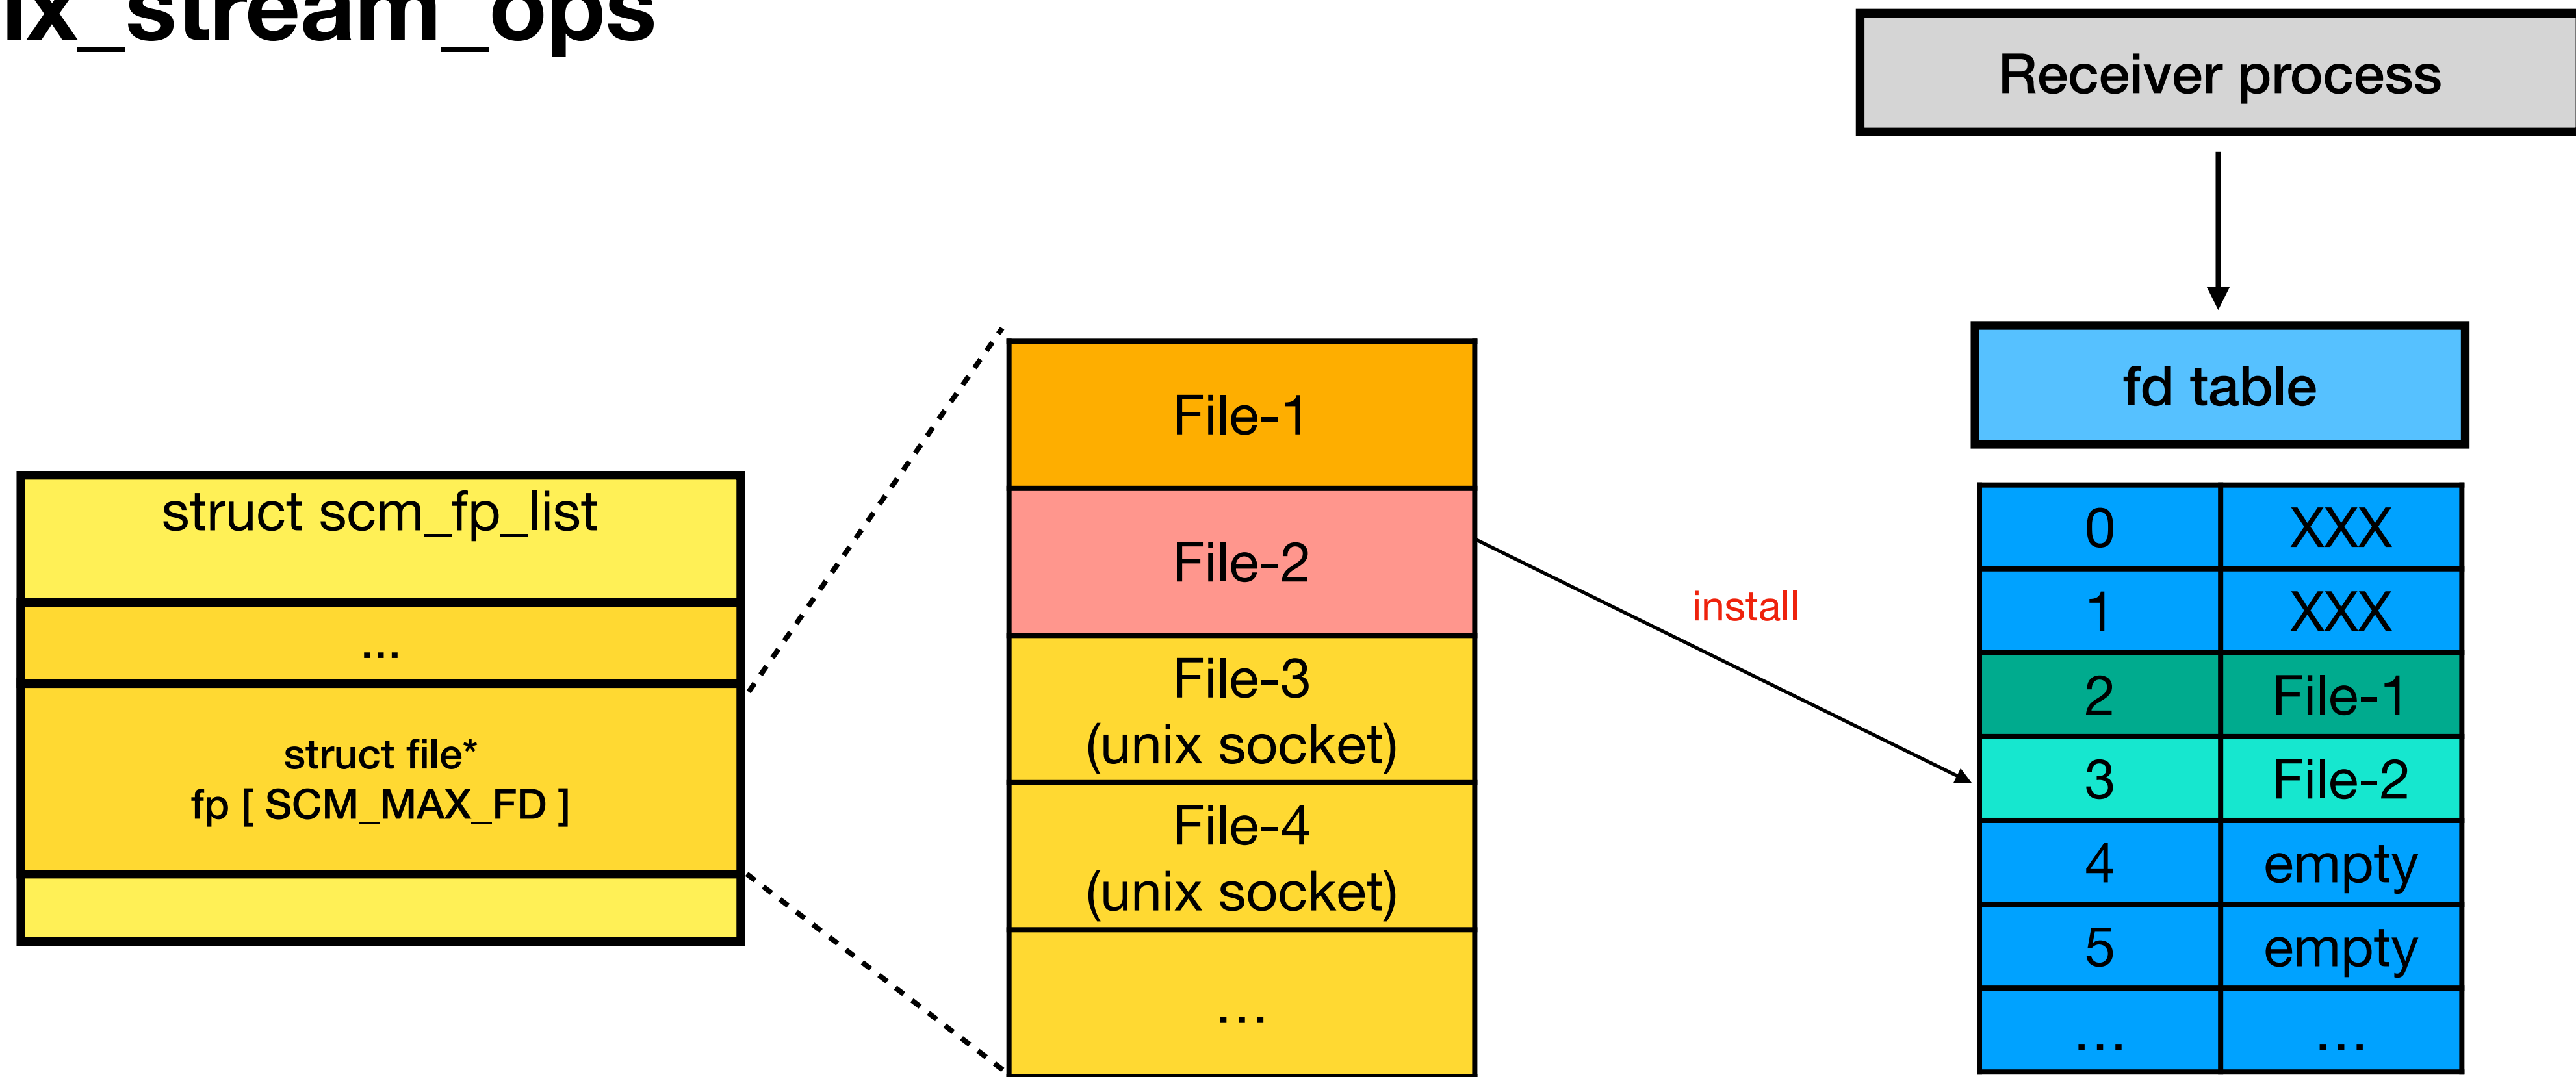 ix_stream_ops
Receiver process
fd table
struct scm_fp_list
...
struct file*
fp [ SCM_MAX_FD ]
File-1
File-2
File-3
(unix socket)
File-4
(unix socket)
...
install
0 XXX
1 XXX
2 File-1
3 File-2
4 empty
5 empty
... ...